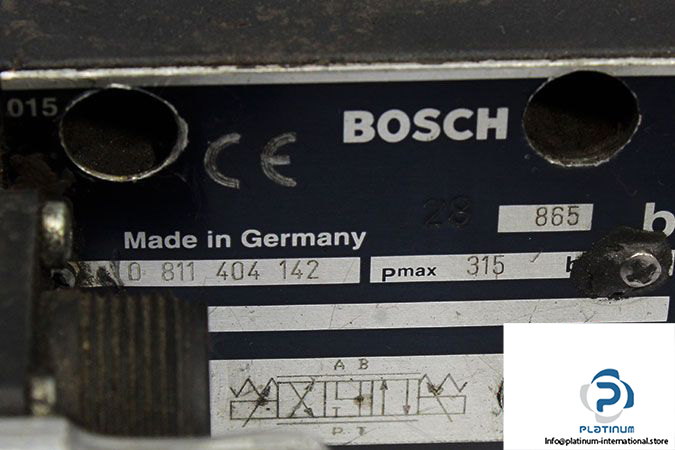 015
BOSCH
CE
28 865 b
Made in Germany
0 811 404 142 pmax 315 b
A B
P T
PLATINUM
Info@platinum-international.store